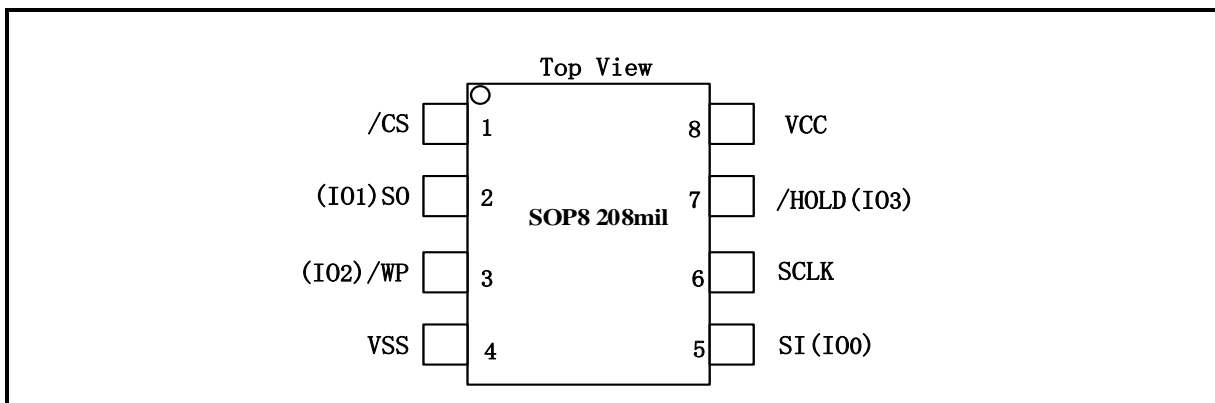 Top View
/CS 1 8 VCC
(IO1)SO 2 7 /HOLD(IO3)
SOP8 208mil
(IO2)/WP 3 6 SCLK
VSS 4 5 SI(IO0)